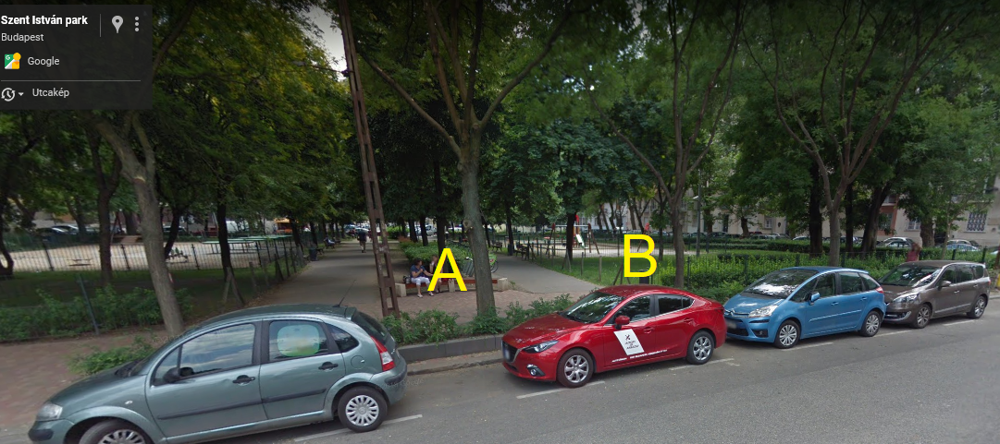 Szent István park
Budapest
Google
Utcakép
A
B